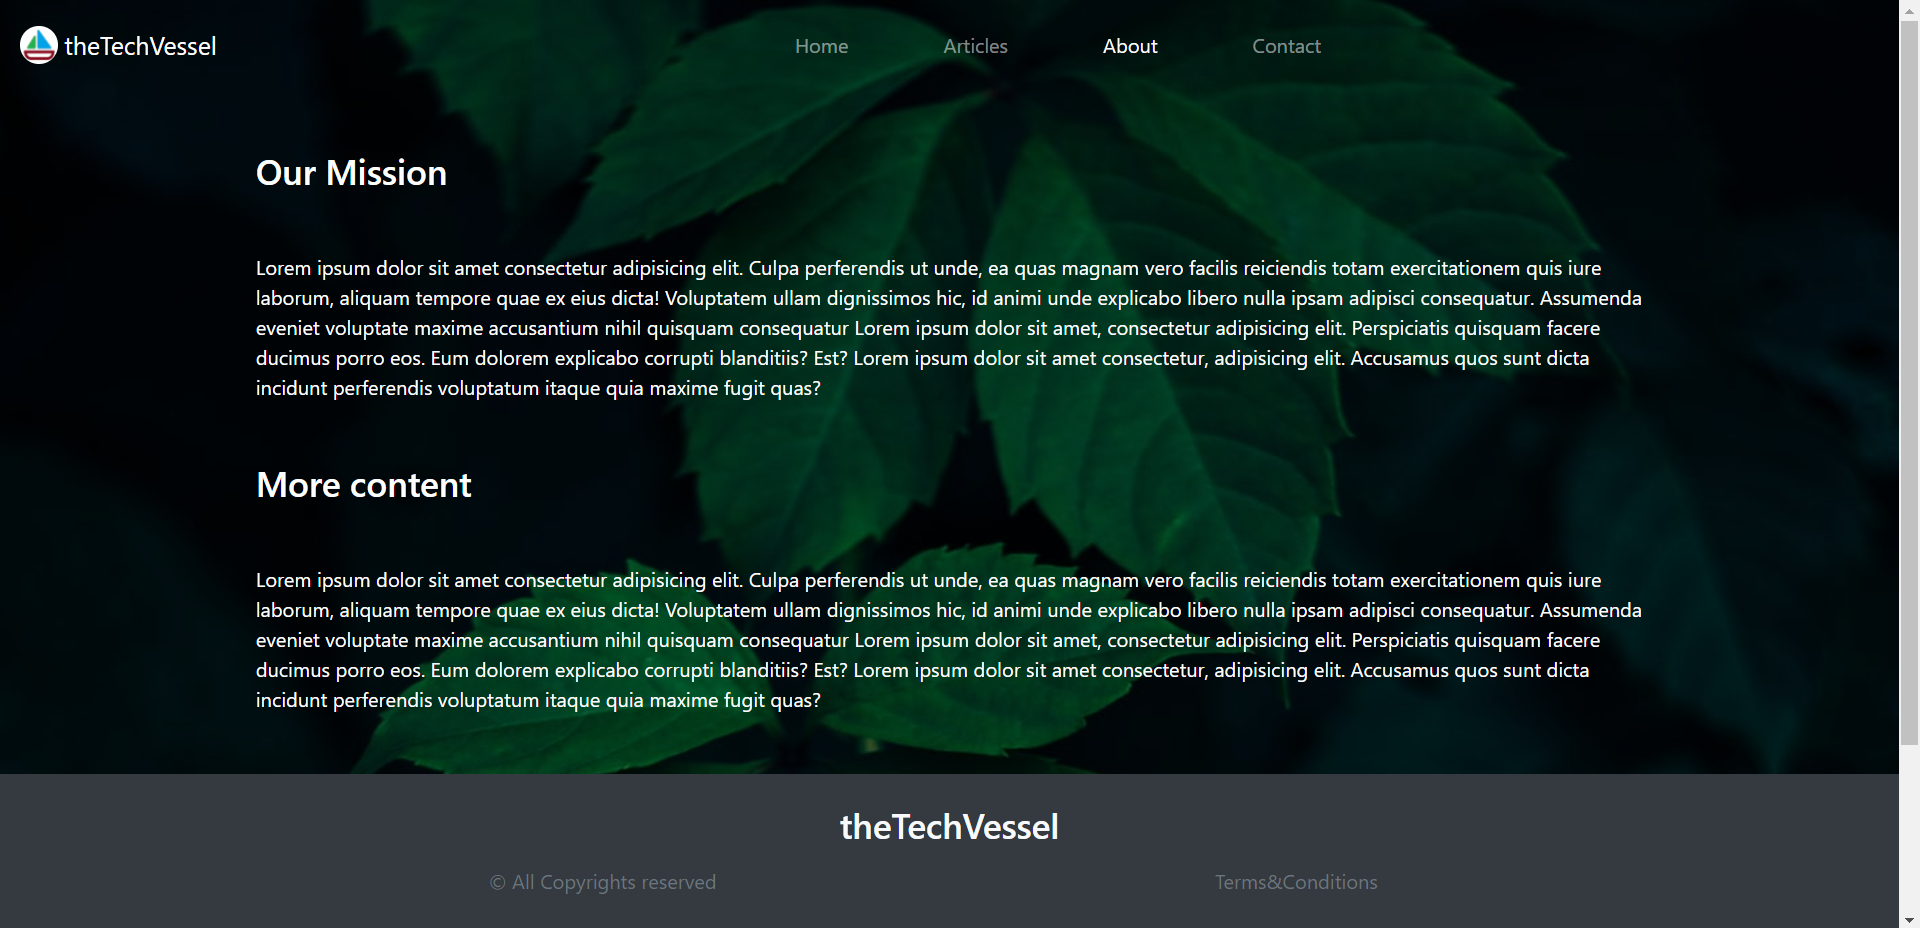 theTechVessel
Home Articles About Contact
Our Mission
Lorem ipsum dolor sit amet consectetur adipisicing elit. Culpa perferendis ut unde, ea quas magnam vero facilis reiciendis totam exercitationem quis iure
laborum, aliquam tempore quae ex eius dicta! Voluptatem ullam dignissimos hic, id animi unde explicabo libero nulla ipsam adipisci consequatur. Assumenda
eveniet voluptate maxime accusantium nihil quisquam consequatur Lorem ipsum dolor sit amet, consectetur adipisicing elit. Perspiciatis quisquam facere
ducimus porro eos. Eum dolorem explicabo corrupti blanditiis? Est? Lorem ipsum dolor sit amet consectetur, adipisicing elit. Accusamus quos sunt dicta
incidunt perferendis voluptatum itaque quia maxime fugit quas?
More content
Lorem ipsum dolor sit amet consectetur adipisicing elit. Culpa perferendis ut unde, ea quas magnam vero facilis reiciendis totam exercitationem quis iure
laborum, aliquam tempore quae ex eius dicta! Voluptatem ullam dignissimos hic, id animi unde explicabo libero nulla ipsam adipisci consequatur. Assumenda
eveniet voluptate maxime accusantium nihil quisquam consequatur Lorem ipsum dolor sit amet, consectetur adipisicing elit. Perspiciatis quisquam facere
ducimus porro eos. Eum dolorem explicabo corrupti blanditiis? Est? Lorem ipsum dolor sit amet consectetur, adipisicing elit. Accusamus quos sunt dicta
incidunt perferendis voluptatum itaque quia maxime fugit quas?
theTechVessel
© All Copyrights reserved
Terms&Conditions